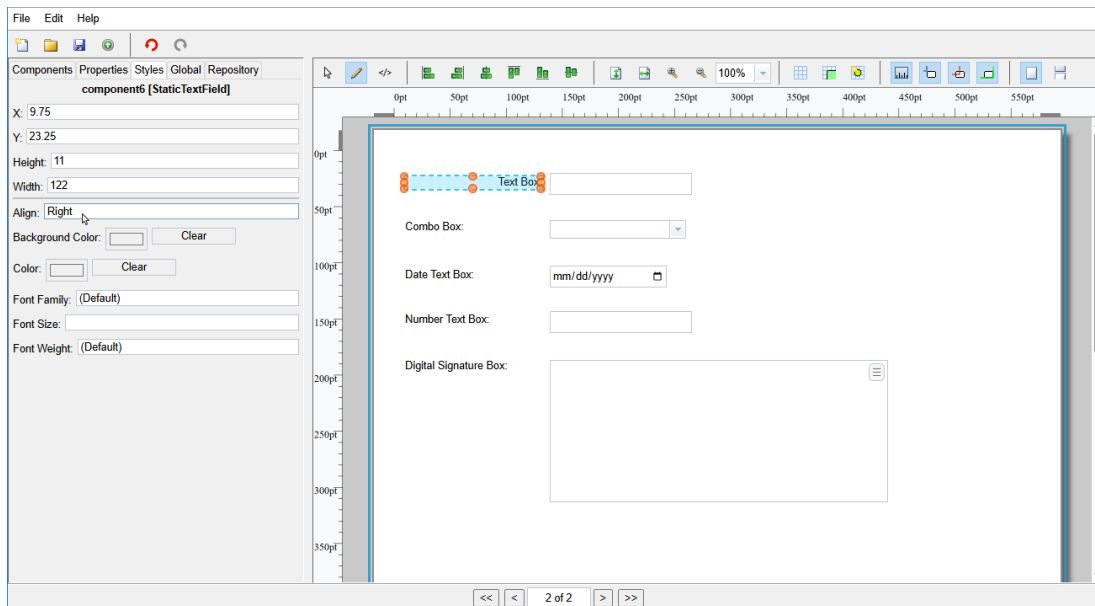 File Edit Help
Components Properties Styles Global Repository
component6 [StaticTextField]
X: 9.75
Y: 23.25
Height: 11
Width: 122
Align: Right
Background Color: Clear
Color: Clear
Font Family: (Default)
Font Size:
Font Weight: (Default)
</> 100%
0pt 50pt 100pt 150pt 200pt 250pt 300pt 350pt 400pt 450pt 500pt 550pt
0pt
50pt
100pt
150pt
200pt
250pt
300pt
350pt
Text Box
Combo Box:
Date Text Box: mm/dd/yyyy
Number Text Box:
Digital Signature Box:
<< < 2 of 2 > >>